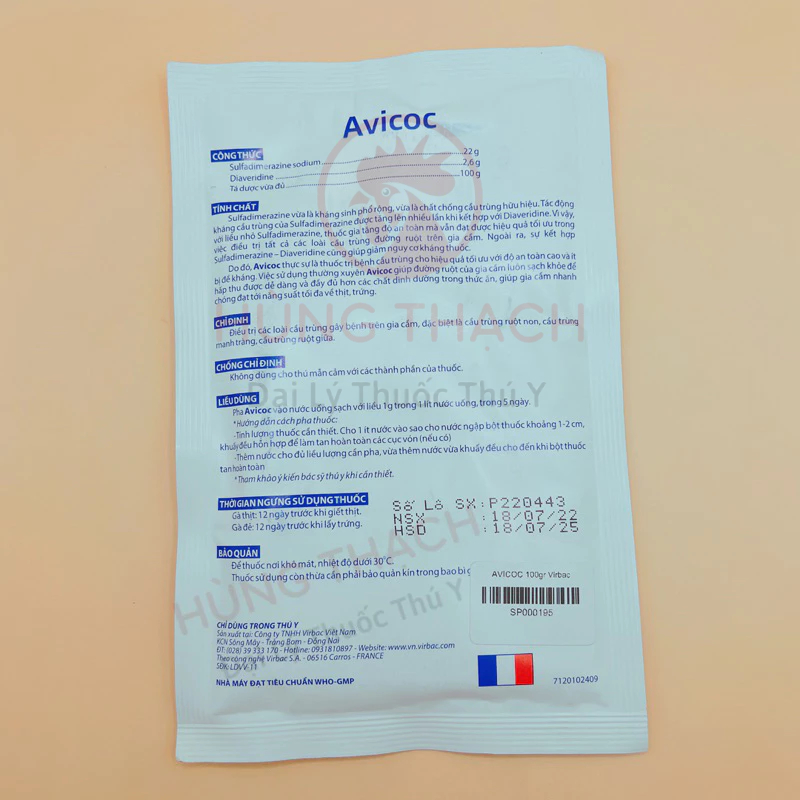 Avicoc
CÔNG THỨC
Sulfadimerazine sodium........22 g
Diaveridine........2,6 g
Tá dược vừa đủ........100 g
TÍNH CHẤT
Sulfadimerazine vừa là kháng sinh phổ rộng, vừa là chất chống cầu trùng hữu hiệu. Tác động
kháng cầu trùng của Sulfadimerazine được tăng lên nhiều lần khi kết hợp với Diaveridine. Vì vậy,
với liều nhỏ Sulfadimerazine, thuốc gia tăng độ an toàn mà vẫn đạt được hiệu quả tối ưu trong
việc điều trị tất cả các loài cầu trùng đường ruột trên gia cầm. Ngoài ra, sự kết hợp
Sulfadimerazine – Diaveridine cũng giúp giảm nguy cơ kháng thuốc.
Do đó, Avicoc thực sự là thuốc trị bệnh cầu trùng cho hiệu quả tối ưu với độ an toàn cao và ít
bị đề kháng. Việc sử dụng thường xuyên Avicoc giúp đường ruột của gia cầm luôn sạch khỏe để
hấp thu được dễ dàng và đầy đủ hơn các chất dinh dưỡng trong thức ăn, giúp gia cầm nhanh
chóng đạt tới năng suất tối đa về thịt, trứng.
HÙNG THẠCH
CHỈ ĐỊNH
Điều trị các loài cầu trùng gây bệnh trên gia cầm, đặc biệt là cầu trùng ruột non, cầu trùng
manh tràng, cầu trùng ruột giữa.
CHỐNG CHỈ ĐỊNH
Không dùng cho thú mẫn cảm với các thành phần của thuốc.
Đại Lý Thuốc Thú Y
LIỀU DÙNG
Pha Avicoc vào nước uống sạch với liều 1g trong 1 lít nước uống, trong 5 ngày.
*Hướng dẫn cách pha thuốc:
-Tính lượng thuốc cần thiết. Cho 1 ít nước vào sao cho nước ngập bột thuốc khoảng 1-2 cm,
khuấy đều hỗn hợp để làm tan hoàn toàn các cục vón (nếu có)
-Thêm nước cho đủ liều lượng cần pha, vừa thêm nước vừa khuấy đều cho đến khi bột thuốc
tan hoàn toàn
*Tham khảo ý kiến bác sỹ thú y khi cần thiết.
THỜI GIAN NGƯNG SỬ DỤNG THUỐC
Gà thịt: 12 ngày trước khi giết thịt.
Gà đẻ: 12 ngày trước khi lấy trứng.
Số Lô SX:P220443
NSX :18/07/22
HSD :18/07/25
BẢO QUẢN
Để thuốc nơi khô mát, nhiệt độ dưới 30°C.
Thuốc sử dụng còn thừa cần phải bảo quản kín trong bao bì g
AVICOC 100gr Virbac
SP000195
HÙNG THẠCH
Đại Lý Thuốc Thú Y
CHỈ DÙNG TRONG THÚ Y
Sản xuất tại: Công ty TNHH Virbac Việt Nam
KCN Sông Mây - Trảng Bom - Đồng Nai
ĐT: (028) 39 333 170 - Hotline: 0931810897 - Website: www.vn.virbac.com
Theo công nghệ Virbac S.A. - 06516 Carros - FRANCE
SĐK: LDVV-11
NHÀ MÁY ĐẠT TIÊU CHUẨN WHO-GMP
7120102409